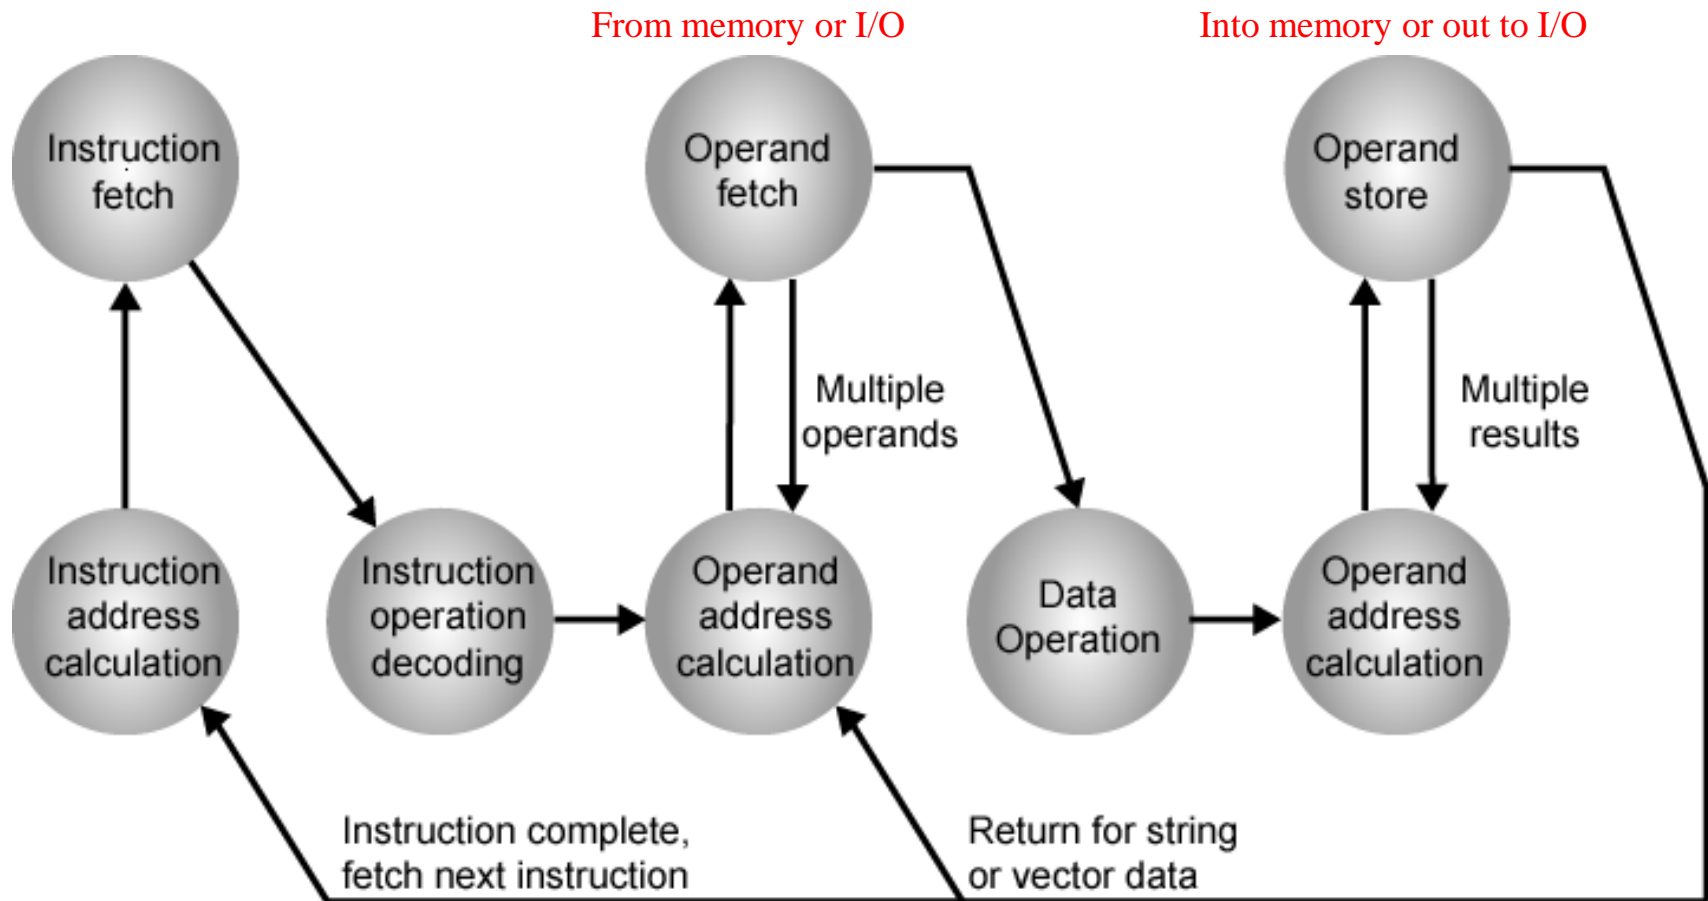 From memory or I/O
Into memory or out to I/O
Instruction
fetch
Operand
fetch
Operand
store
Multiple
operands
Multiple
results
Instruction
address
calculation
Instruction
operation
decoding
Operand
address
calculation
Data
Operation
Operand
address
calculation
Instruction complete,
fetch next instruction
Return for string
or vector data